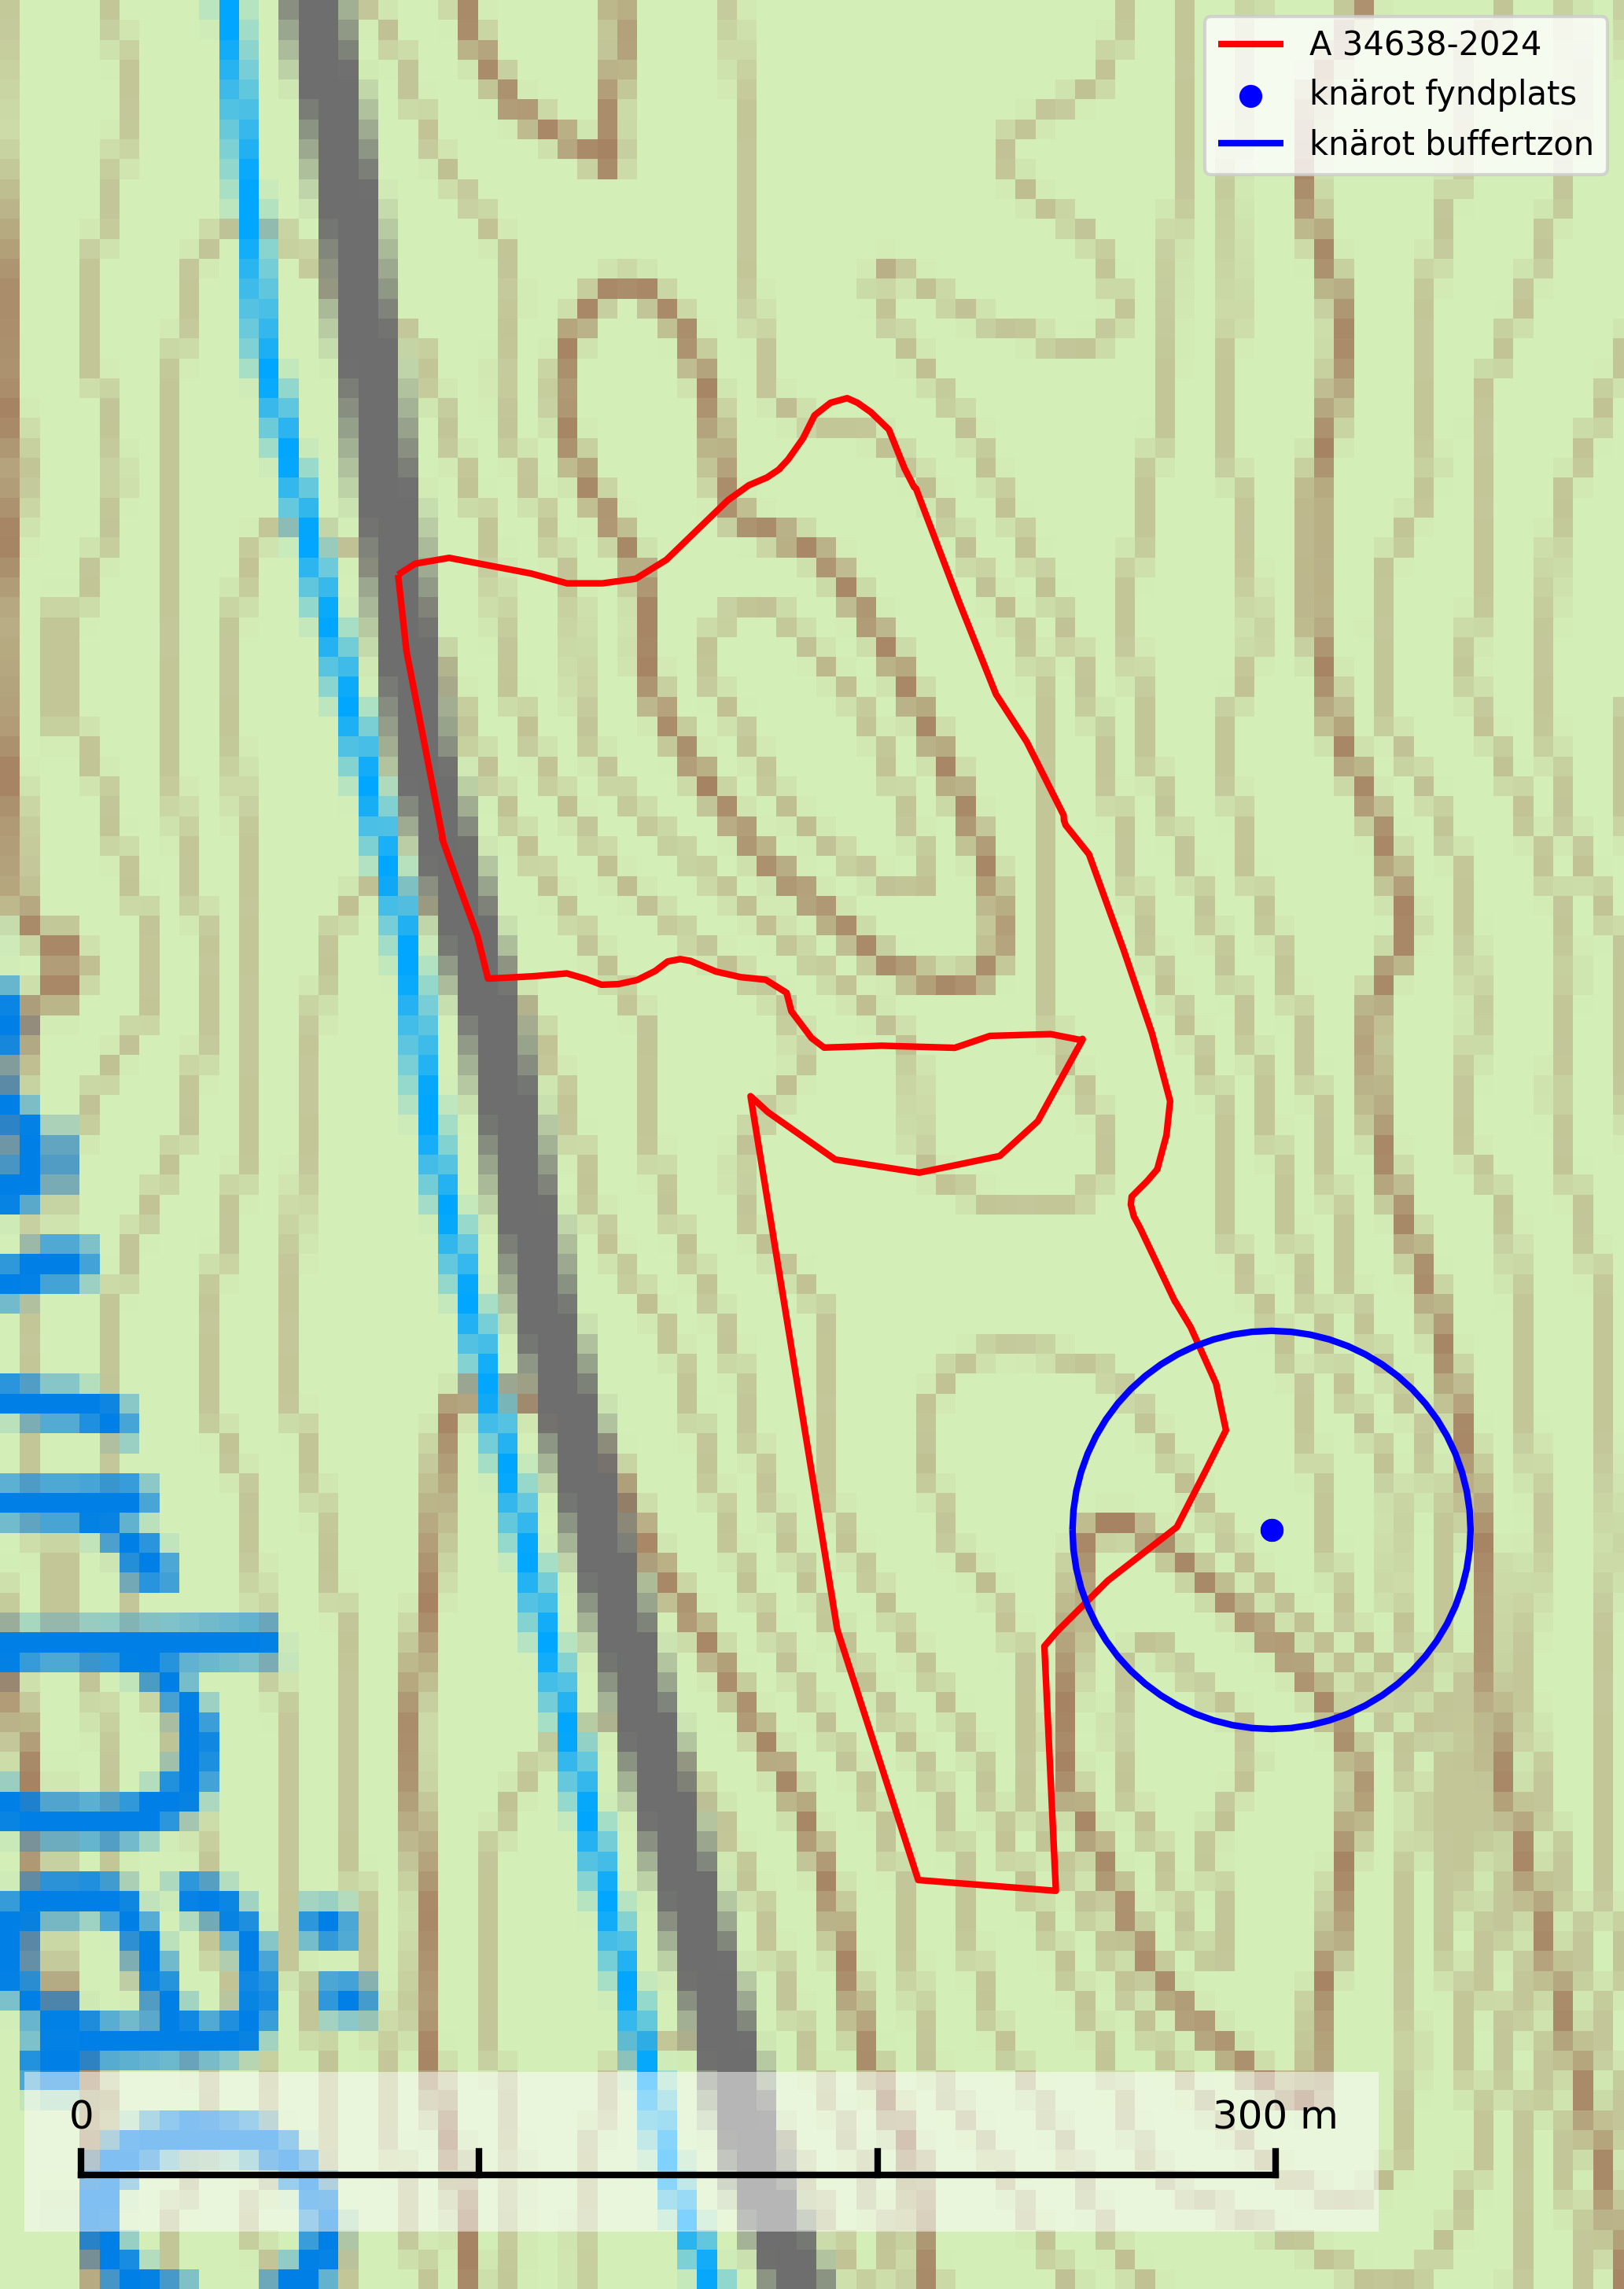 A 34638-2024
knärot fyndplats
knärot buffertzon
0
300 m